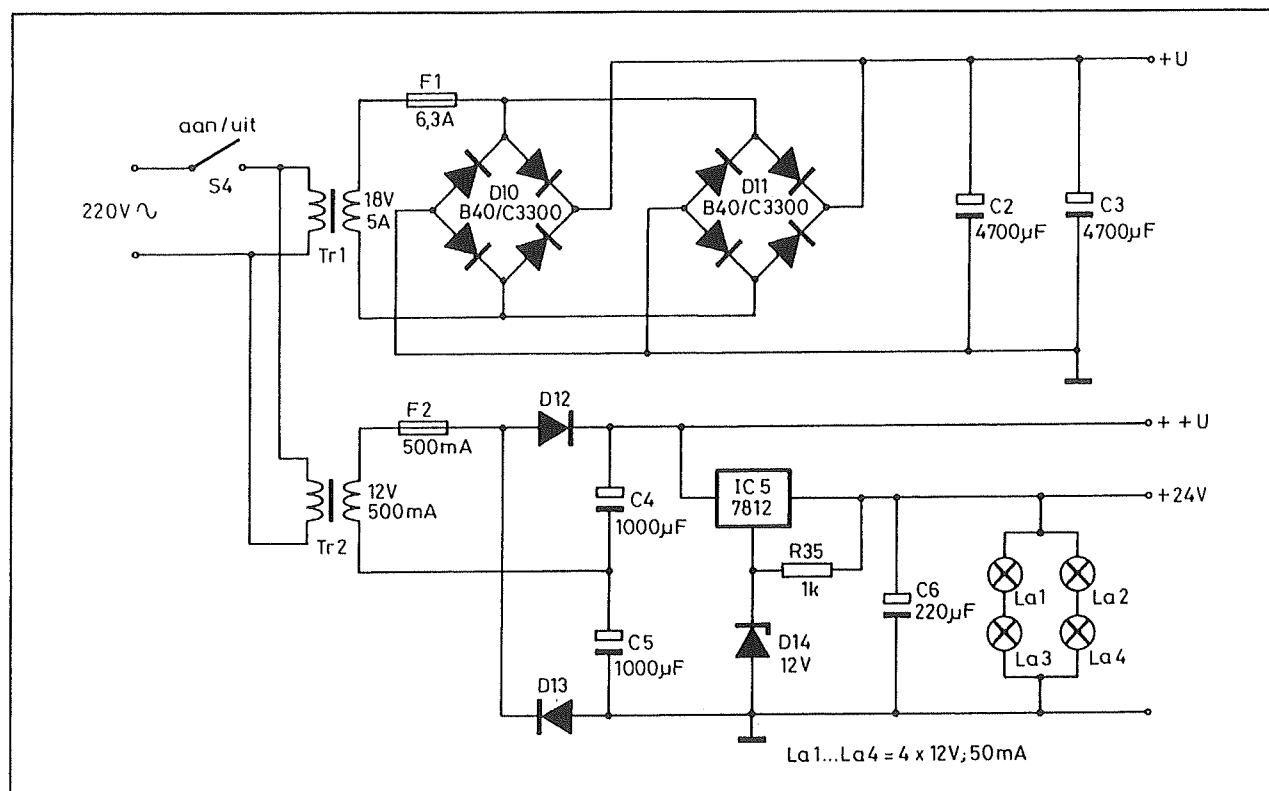 aan/uit
S4
220V ∿
Tr1
18V
5A
F1
6,3A
D10
B40/C3300
D11
B40/C3300
C2
4700µF
C3
4700µF
+U
Tr2
12V
500mA
F2
500mA
D12
C4
1000µF
C5
1000µF
D13
IC 5
7812
R35
1k
D14
12V
C6
220µF
+ +U
+24V
La1
La2
La3
La4
La1...La4 = 4 x 12V; 50mA